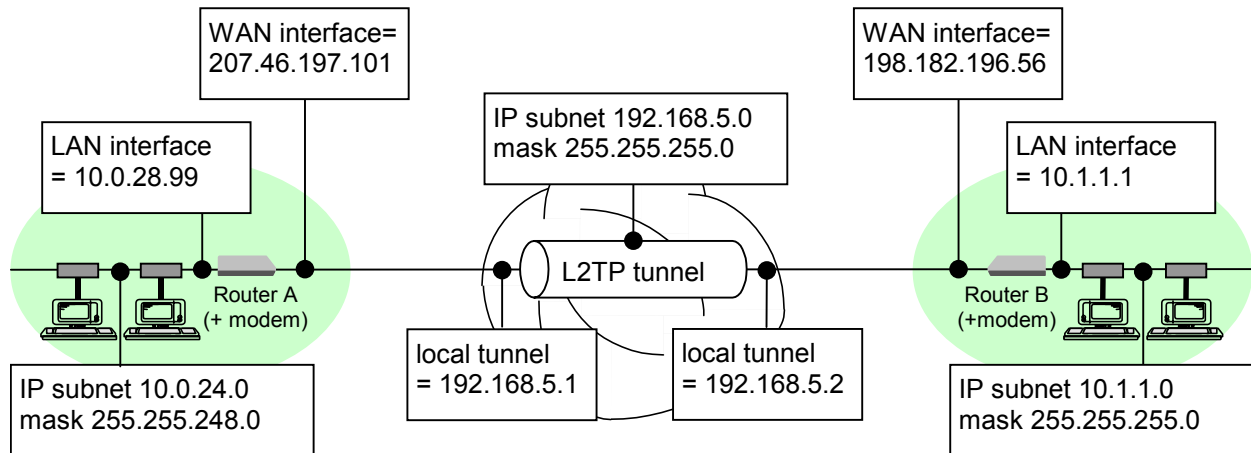 WAN interface=
207.46.197.101
WAN interface=
198.182.196.56
IP subnet 192.168.5.0
mask 255.255.255.0
LAN interface
= 10.0.28.99
LAN interface
= 10.1.1.1
L2TP tunnel
Router A
(+ modem)
Router B
(+modem)
local tunnel
= 192.168.5.1
local tunnel
= 192.168.5.2
IP subnet 10.0.24.0
mask 255.255.248.0
IP subnet 10.1.1.0
mask 255.255.255.0